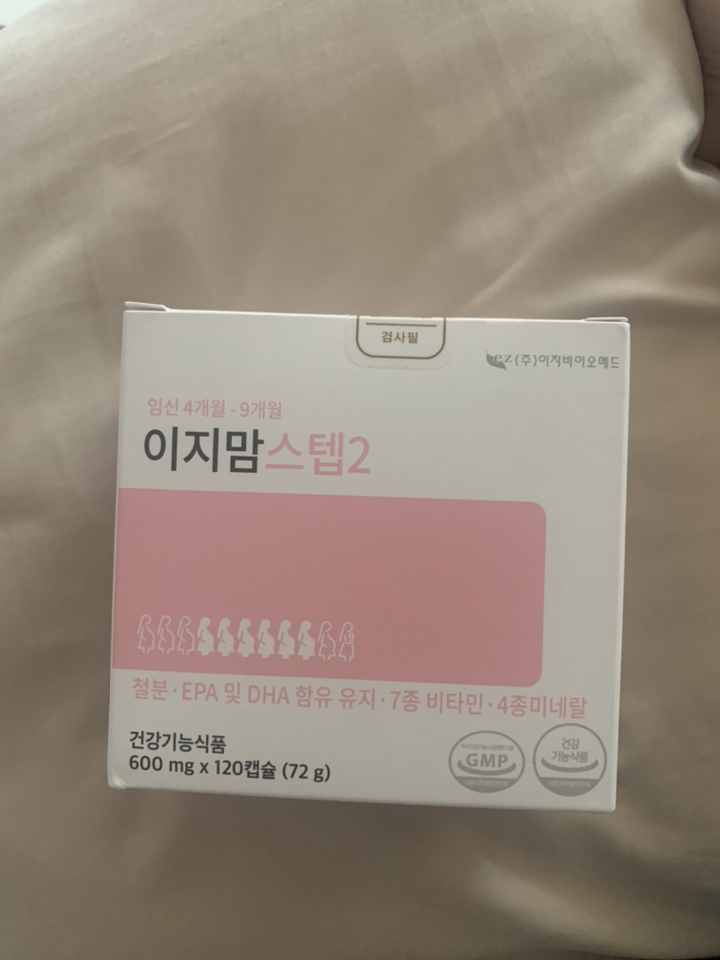 검사필
ez (주)이지바이오메드
임신 4개월 - 9개월
이지맘스텝2
철분·EPA 및 DHA 함유 유지·7종 비타민·4종미네랄
건강기능식품
600 mg x 120캡슐 (72 g)
GMP
건강
기능식품